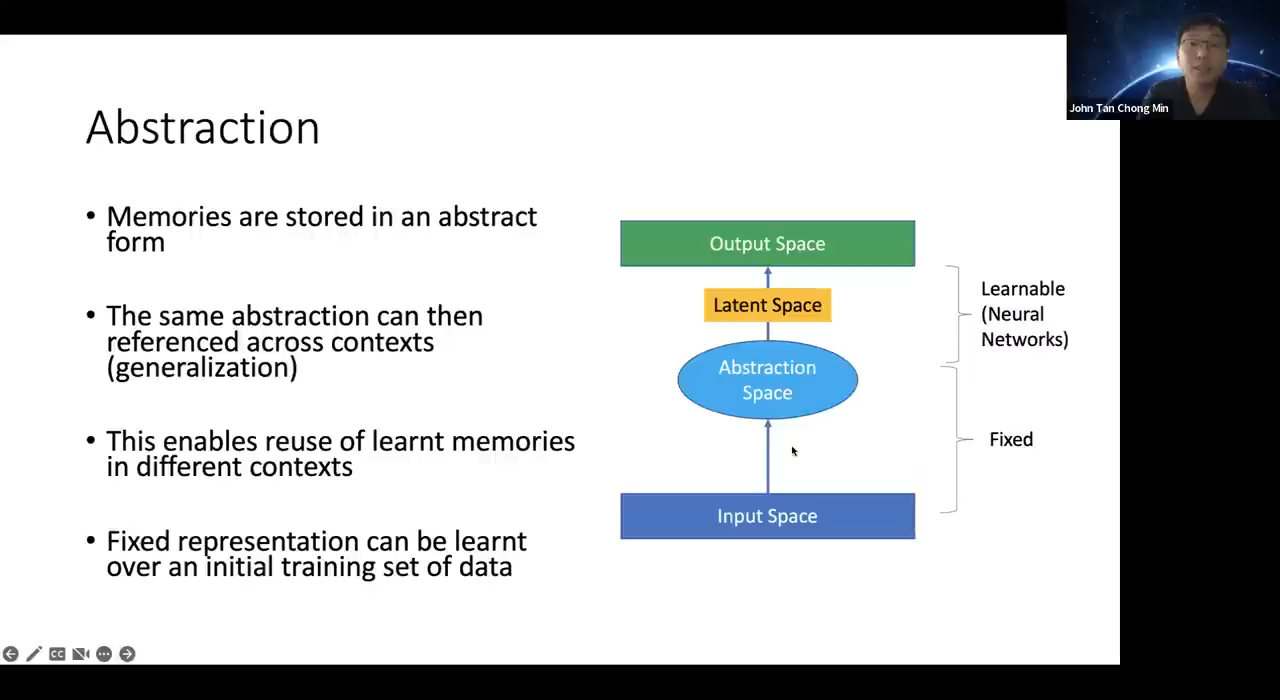 John Tan Chong Min
Abstraction
• Memories are stored in an abstract
form
• The same abstraction can then
referenced across contexts
(generalization)
• This enables reuse of learnt memories
in different contexts
• Fixed representation can be learnt
over an initial training set of data
Output Space
Latent Space
Abstraction
Space
Input Space
Learnable
(Neural
Networks)
Fixed
CC